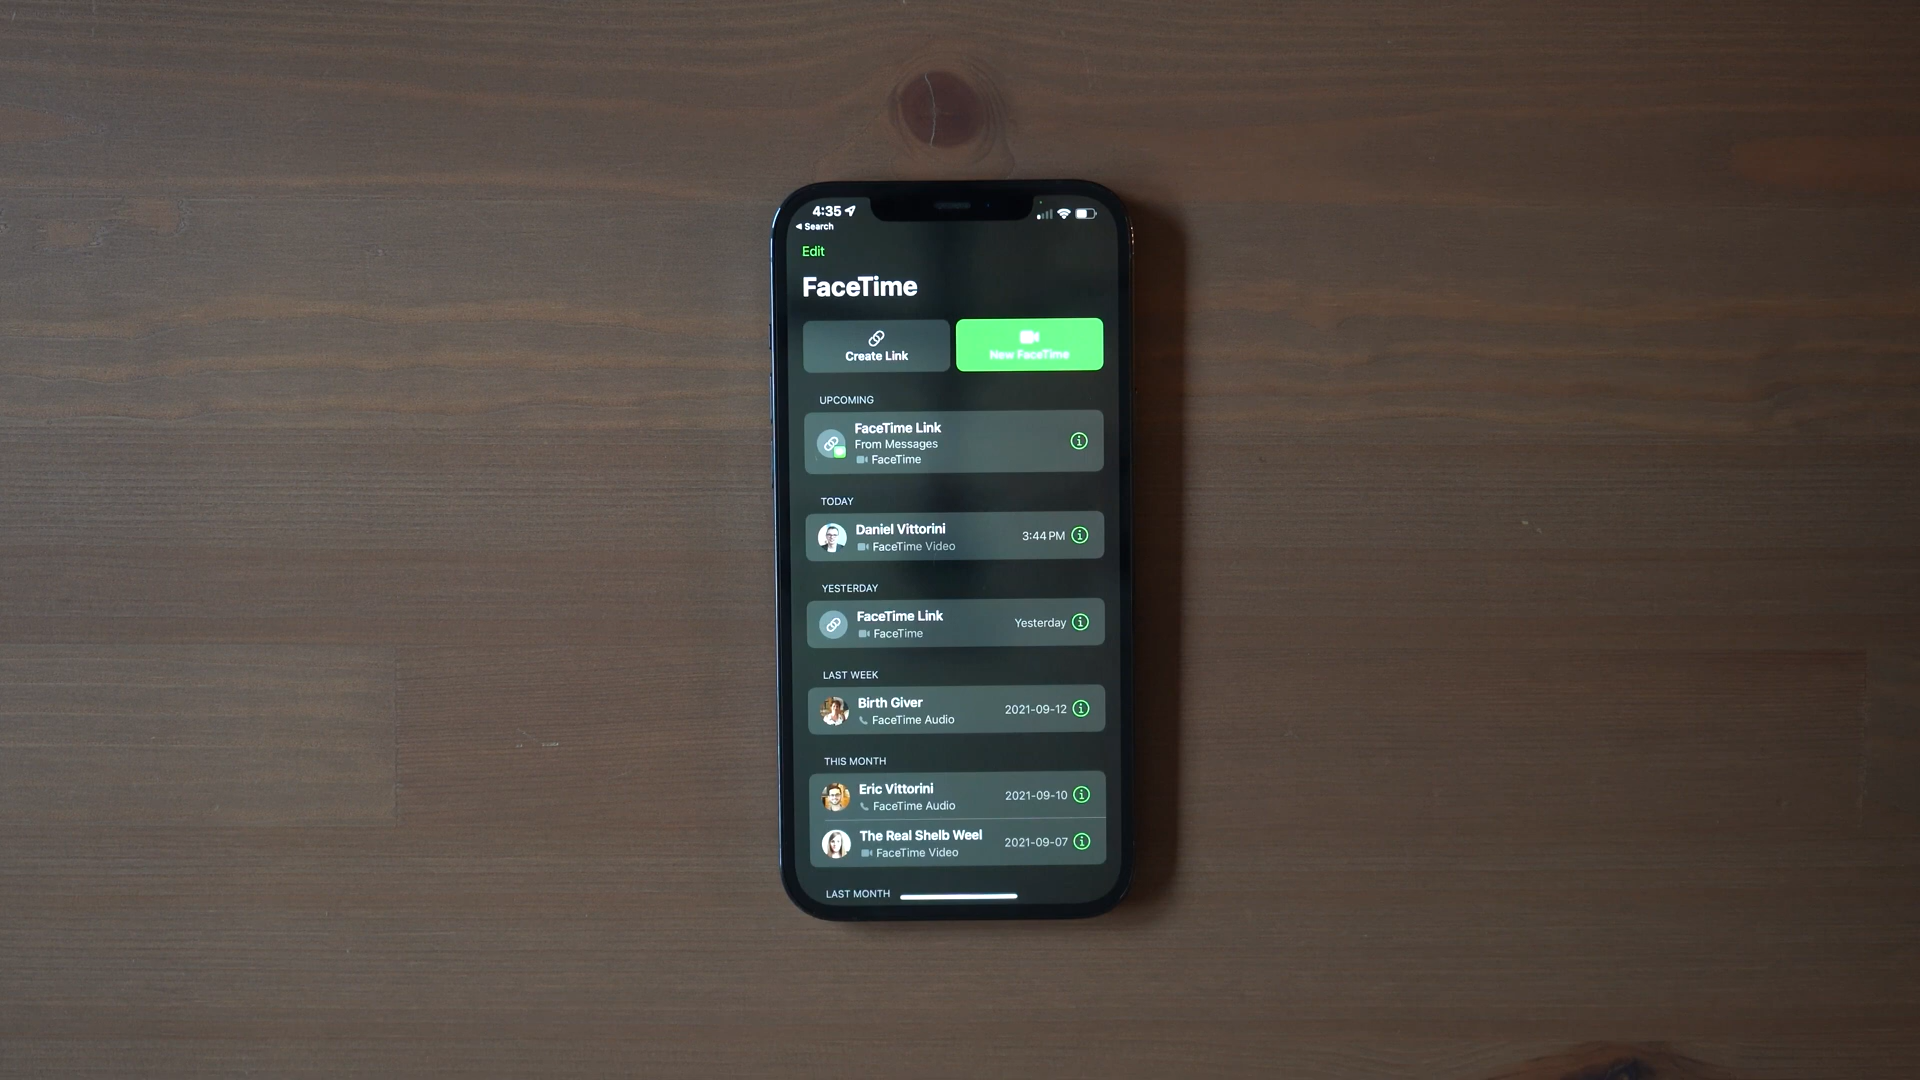 4:35
Search
Edit
FaceTime
Create Link
New FaceTime
UPCOMING
FaceTime Link
From Messages
FaceTime
TODAY
Daniel Vittorini
FaceTime Video
3:44 PM
YESTERDAY
FaceTime Link
FaceTime
Yesterday
LAST WEEK
Birth Giver
FaceTime Audio
2021-09-12
THIS MONTH
Eric Vittorini
FaceTime Audio
2021-09-10
The Real Shelb Weel
FaceTime Video
2021-09-07
LAST MONTH